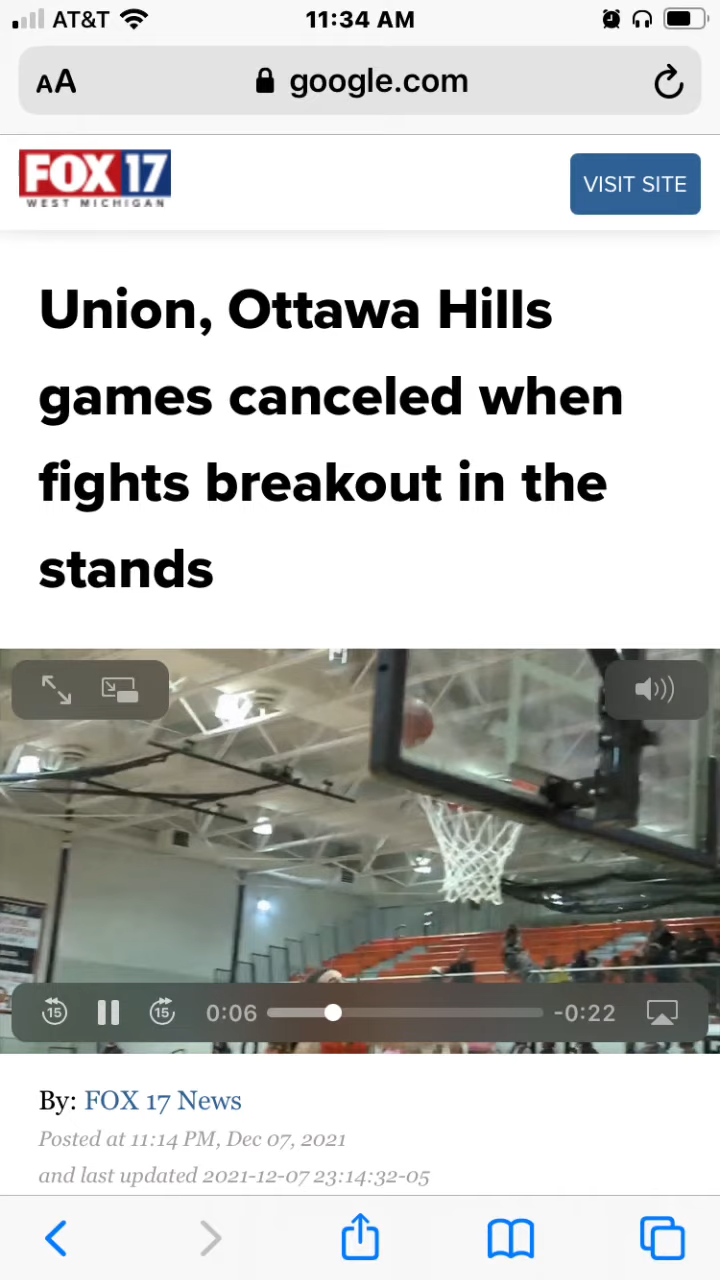 AT&T 11:34 AM
AA google.com
FOX 17
WEST MICHIGAN
VISIT SITE
Union, Ottawa Hills
games canceled when
fights breakout in the
stands
15 15 0:06 -0:22
By: FOX 17 News
Posted at 11:14 PM, Dec 07, 2021
and last updated 2021-12-07 23:14:32-05